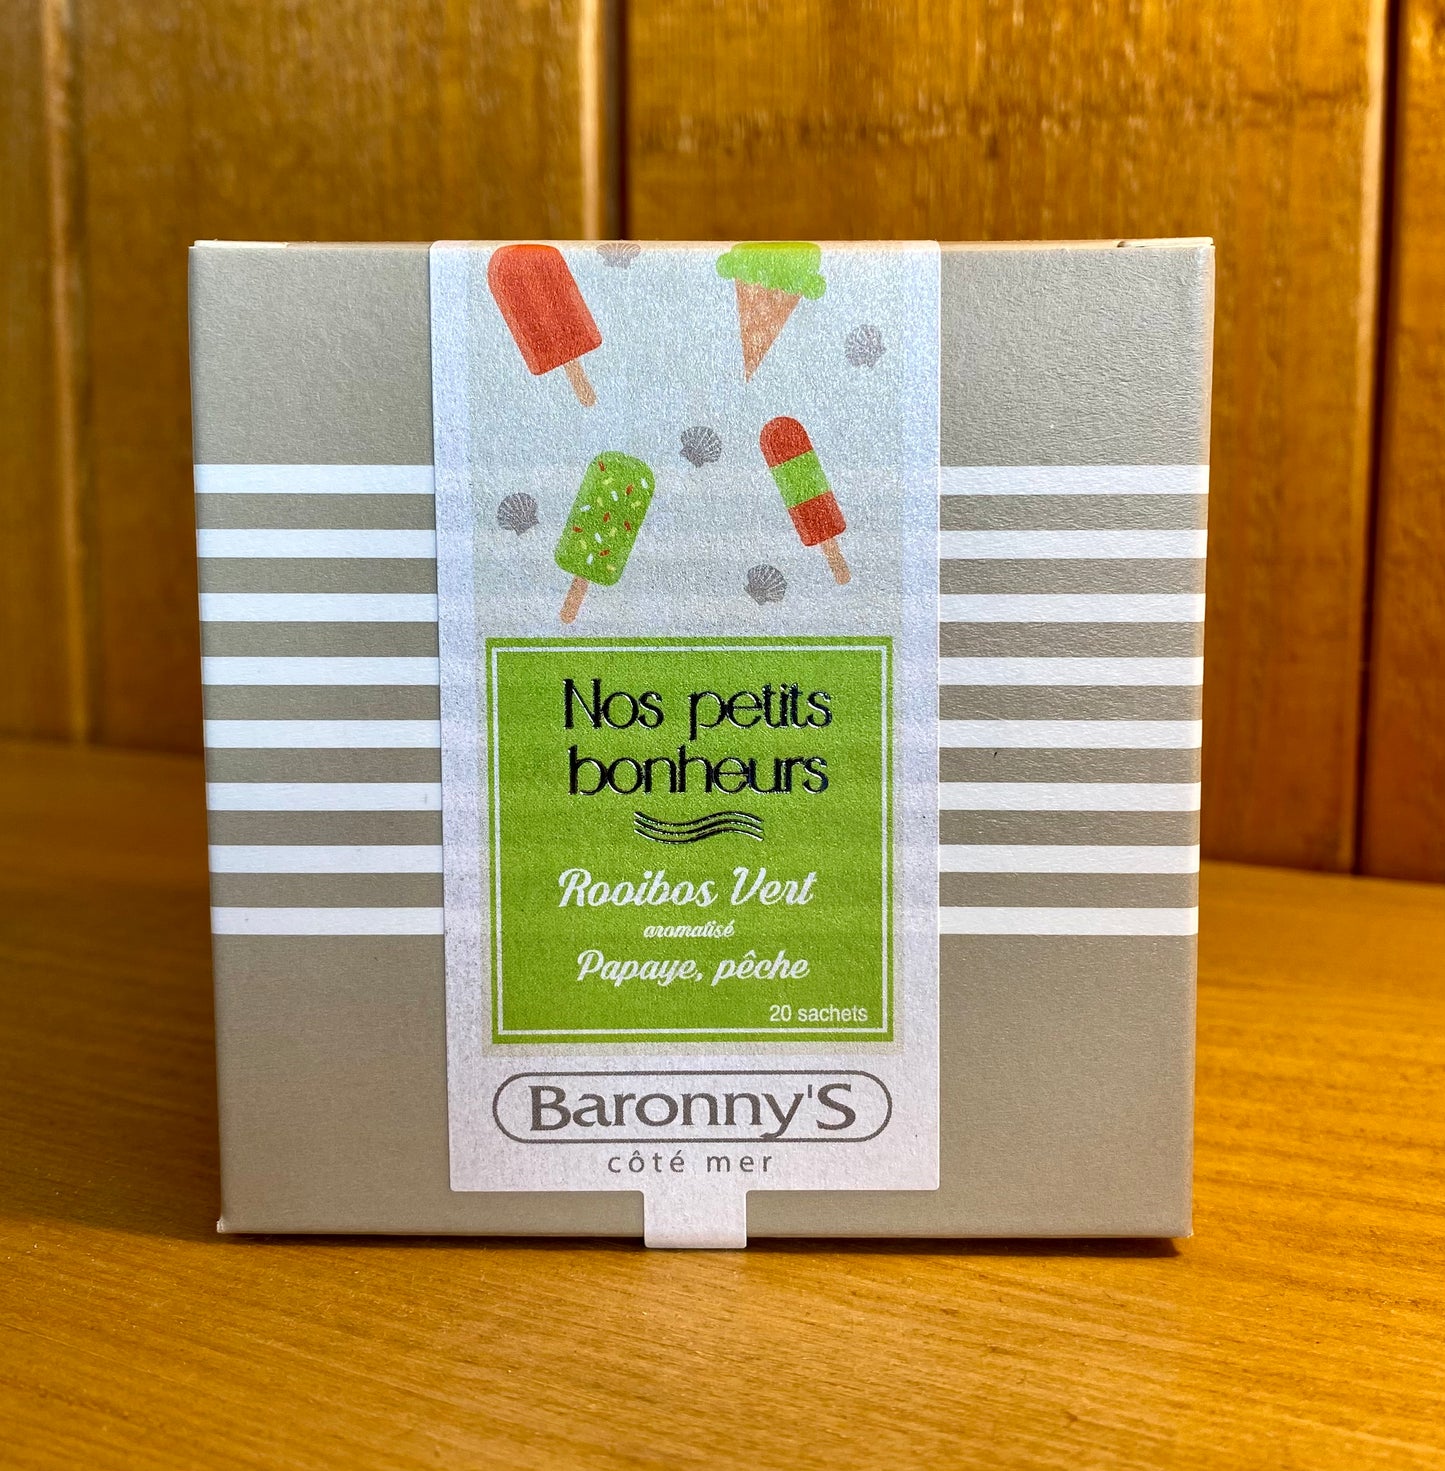 Nos petits
bonheurs
Rooibos Vert
aromatisé
Papaye, pêche
20 sachets
Baronny'S
côté mer